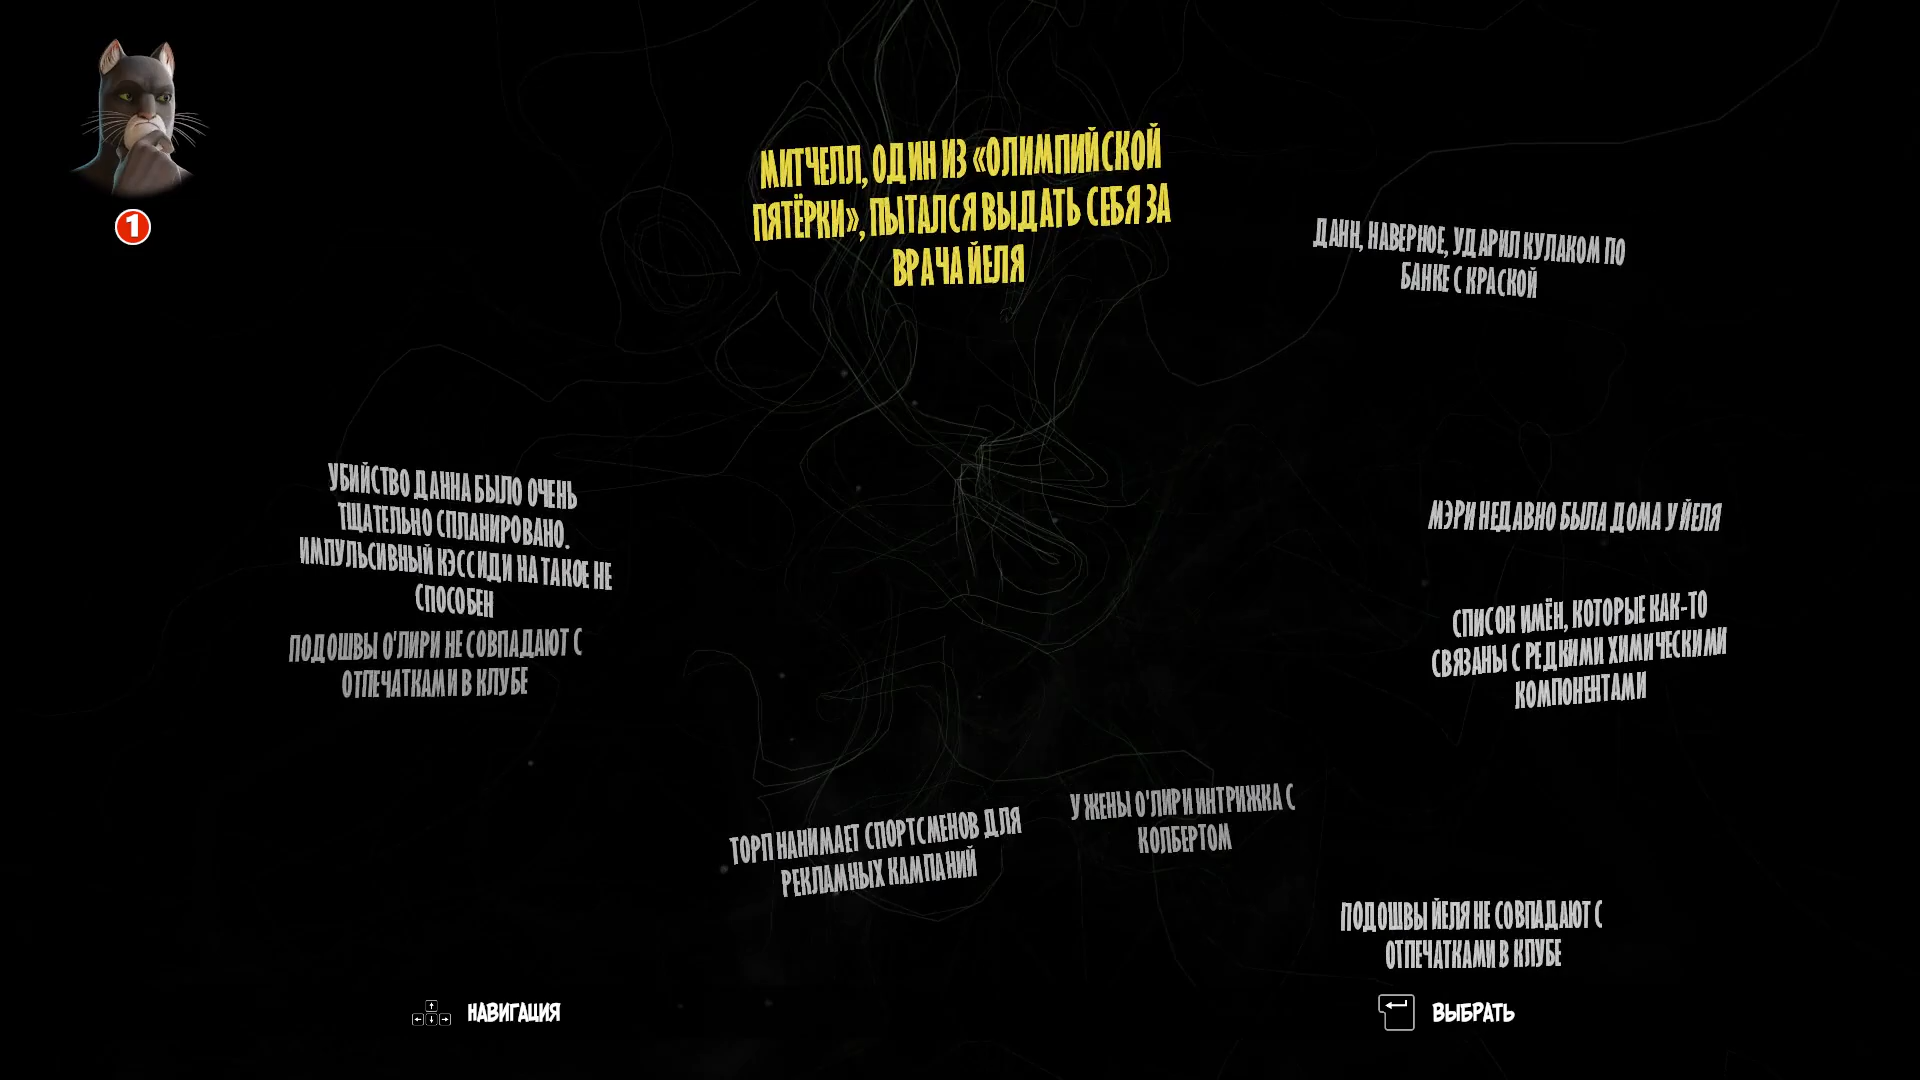 1
МИТЧЕЛЛ, ОДИН ИЗ «ОЛИМПИЙСКОЙ
ПЯТЁРКИ», ПЫТАЛСЯ ВЫДАТЬ СЕБЯ ЗА
ВРАЧА ЙЕЛЯ
ДАНН, НАВЕРНОЕ, УДАРИЛ КУЛАКОМ ПО
БАНКЕ С КРАСКОЙ
УБИЙСТВО ДАННА БЫЛО ОЧЕНЬ
ТЩАТЕЛЬНО СПЛАНИРОВАНО.
ИМПУЛЬСИВНЫЙ КЭССИДИ НА ТАКОЕ НЕ
СПОСОБЕН
ПОДОШВЫ О'ЛИРИ НЕ СОВПАДАЮТ С
ОТПЕЧАТКАМИ В КЛУБЕ
МЭРИ НЕДАВНО БЫЛА ДОМА У ЙЕЛЯ
СПИСОК ИМЁН, КОТОРЫЕ КАК-ТО
СВЯЗАНЫ С РЕДКИМИ ХИМИЧЕСКИМИ
КОМПОНЕНТАМИ
ТОРП НАНИМАЕТ СПОРТСМЕНОВ ДЛЯ
РЕКЛАМНЫХ КАМПАНИЙ
У ЖЕНЫ О'ЛИРИ ИНТРИЖКА С
КОЛБЕРТОМ
ПОДОШВЫ ЙЕЛЯ НЕ СОВПАДАЮТ С
ОТПЕЧАТКАМИ В КЛУБЕ
НАВИГАЦИЯ
ВЫБРАТЬ